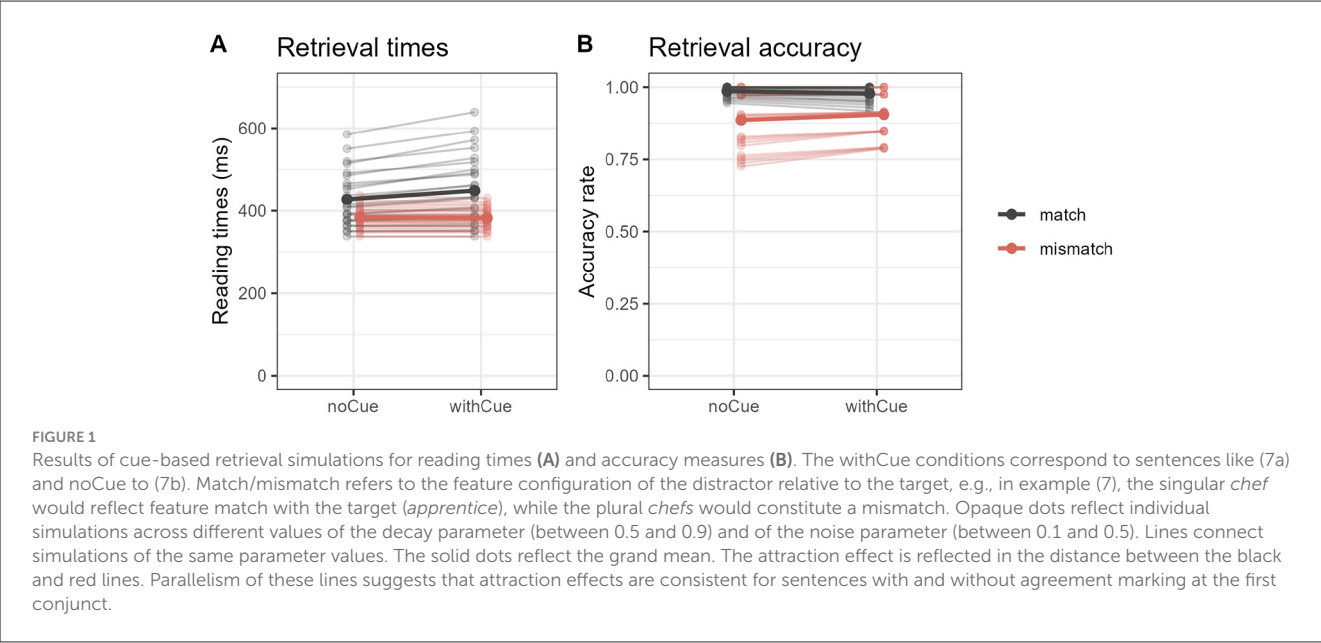 A Retrieval times
B Retrieval accuracy
Reading times (ms)
600
400
200
0
noCue
withCue
Accuracy rate
1.00
0.75
0.50
0.25
0.00
noCue
withCue
match
mismatch
FIGURE 1
Results of cue-based retrieval simulations for reading times (A) and accuracy measures (B). The withCue conditions correspond to sentences like (7a)
and noCue to (7b). Match/mismatch refers to the feature configuration of the distractor relative to the target, e.g., in example (7), the singular chef
would reflect feature match with the target (apprentice), while the plural chefs would constitute a mismatch. Opaque dots reflect individual
simulations across different values of the decay parameter (between 0.5 and 0.9) and of the noise parameter (between 0.1 and 0.5). Lines connect
simulations of the same parameter values. The solid dots reflect the grand mean. The attraction effect is reflected in the distance between the black
and red lines. Parallelism of these lines suggests that attraction effects are consistent for sentences with and without agreement marking at the first
conjunct.